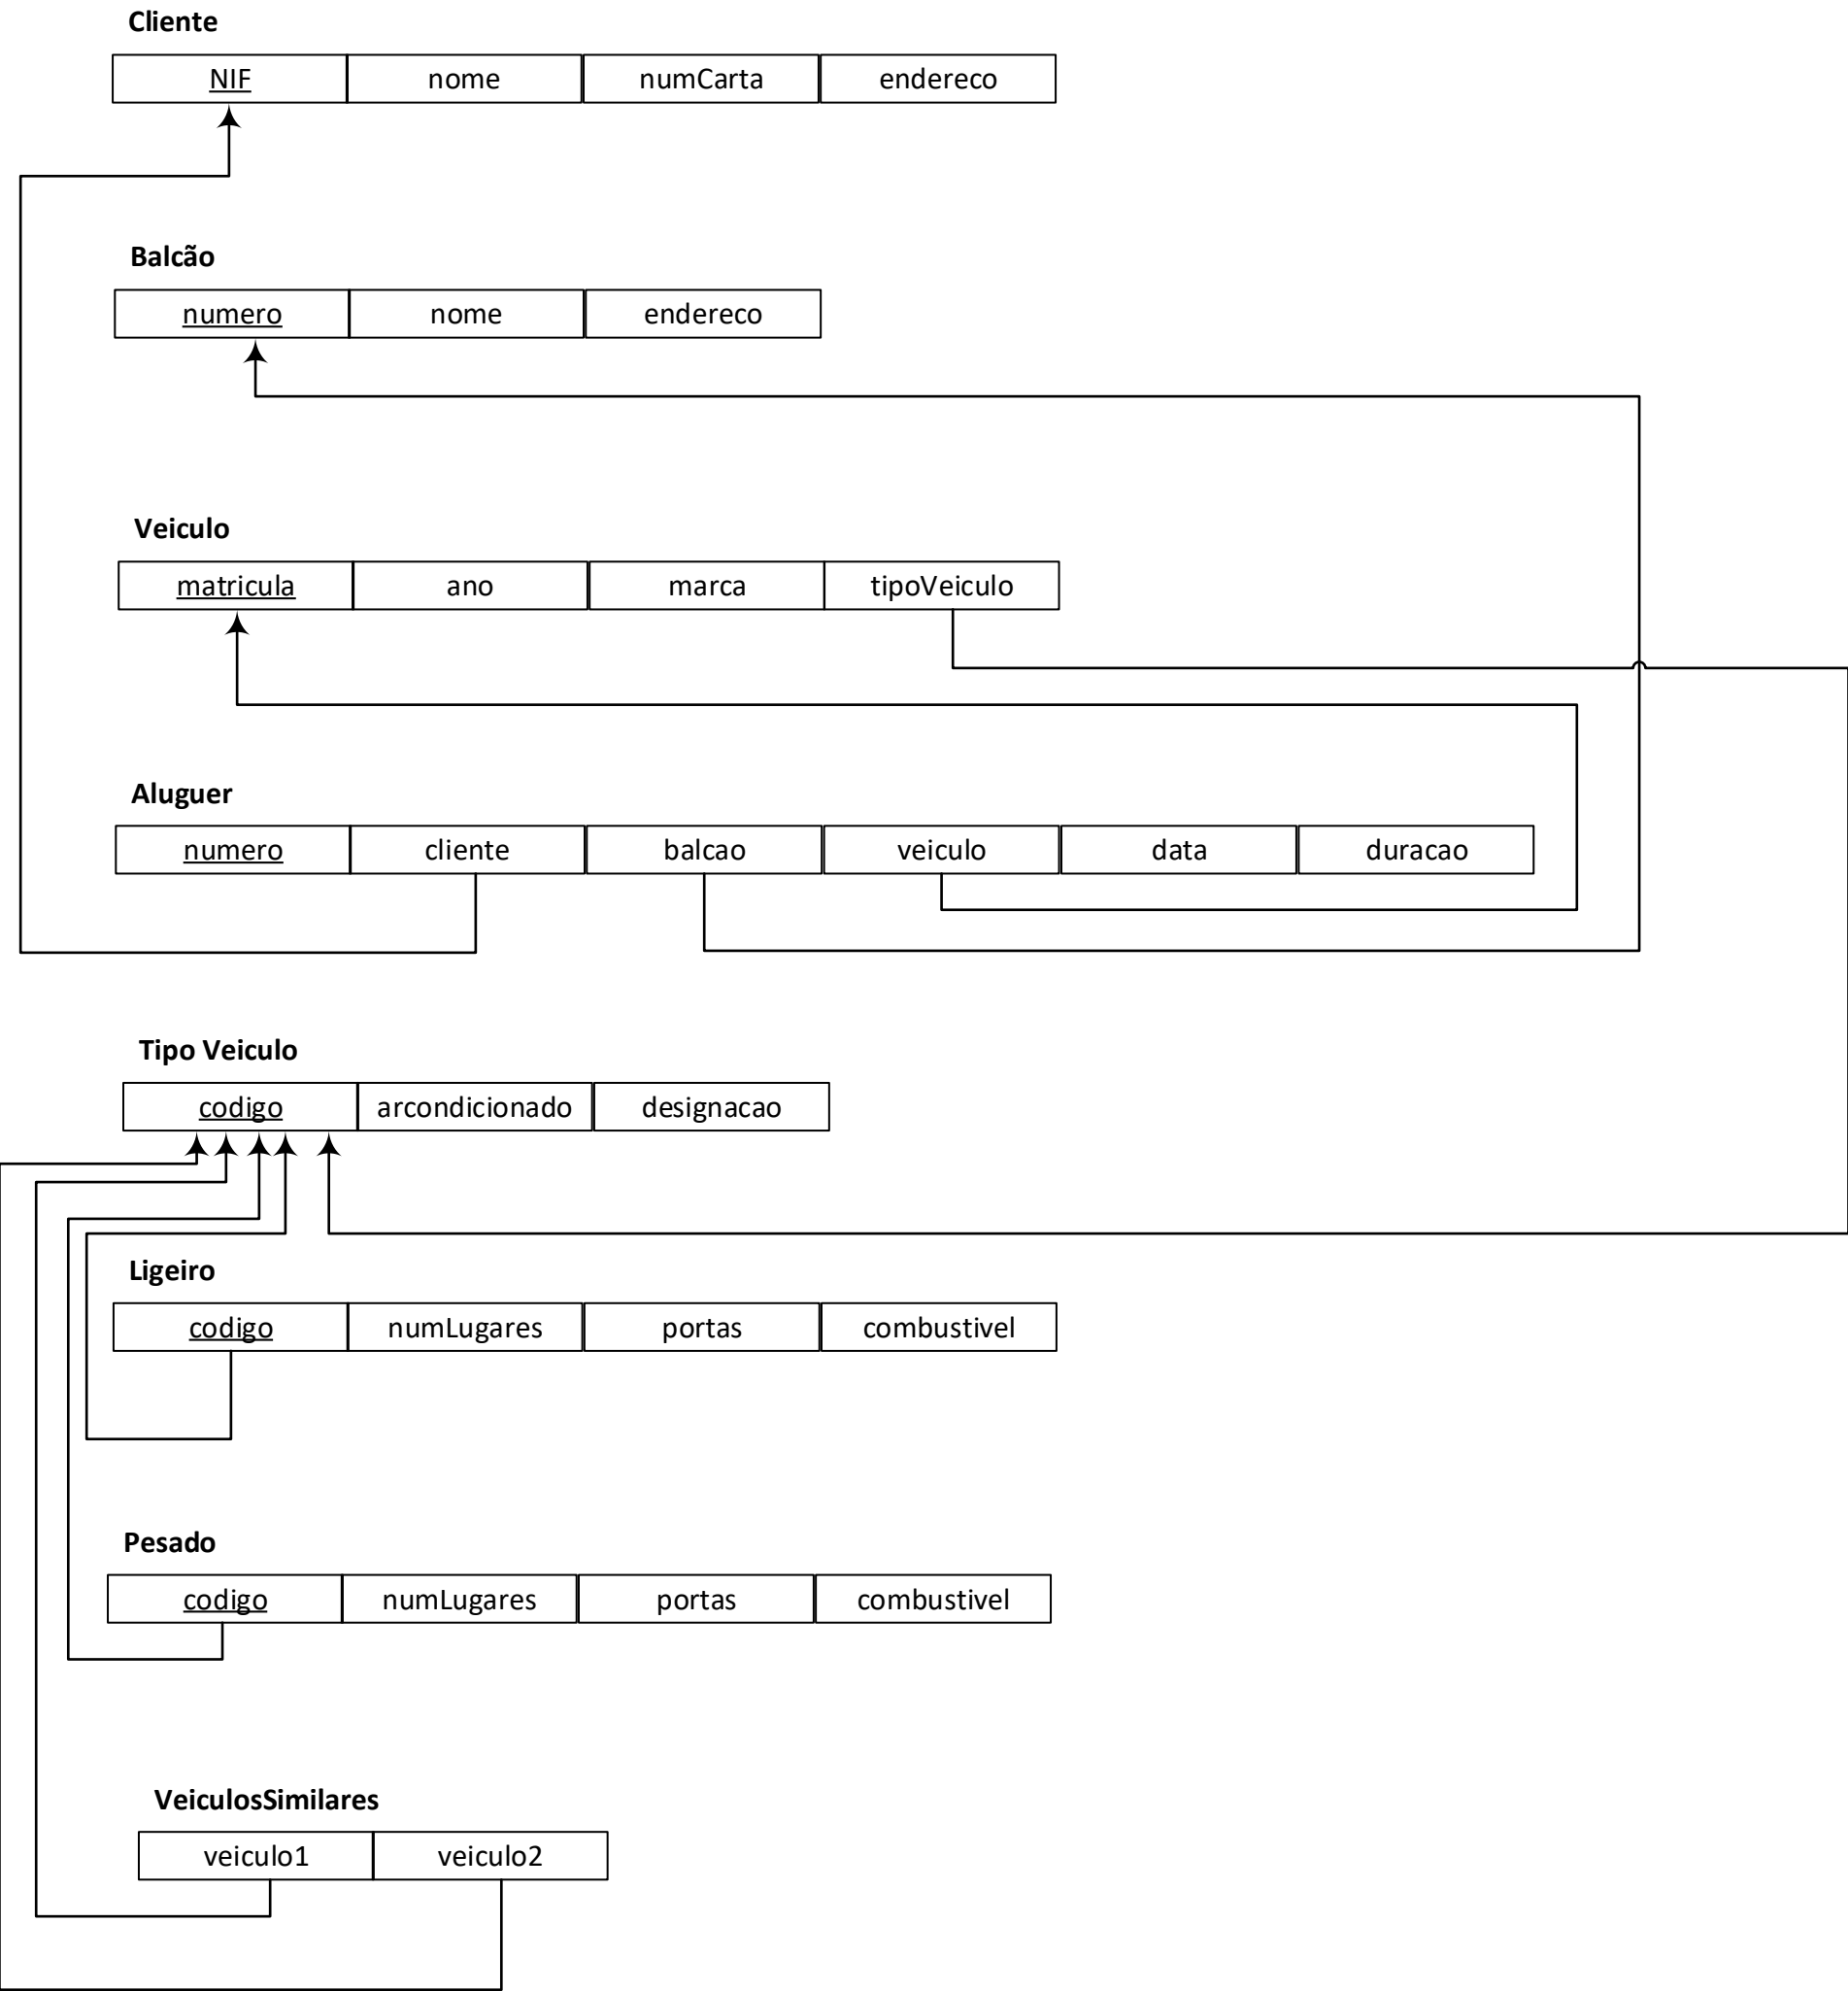 Cliente
NIF nome numCarta endereco
Balcão
numero nome endereco
Veiculo
matricula ano marca tipoVeiculo
Aluguer
numero cliente balcao veiculo data duracao
Tipo Veiculo
codigo arcondicionado designacao
Ligeiro
codigo numLugares portas combustivel
Pesado
codigo numLugares portas combustivel
VeiculosSimilares
veiculo1 veiculo2